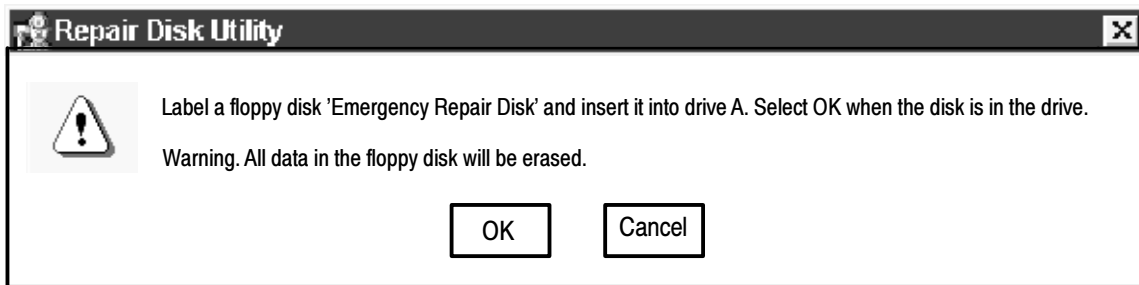 Repair Disk Utility
Label a floppy disk ’Emergency Repair Disk’ and insert it into drive A. Select OK when the disk is in the drive.
Warning. All data in the floppy disk will be erased.
OK Cancel